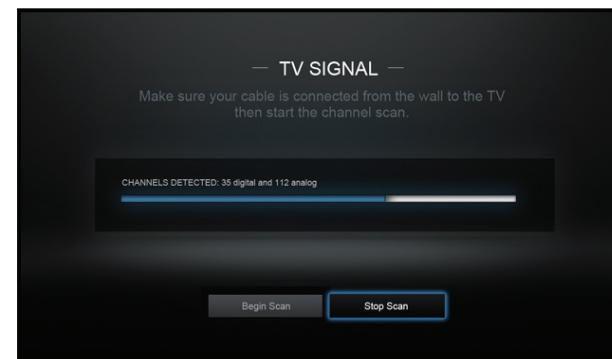 — TV SIGNAL —
Make sure your cable is connected from the wall to the TV
then start the channel scan.
CHANNELS DETECTED: 35 digital and 112 analog
Begin Scan
Stop Scan